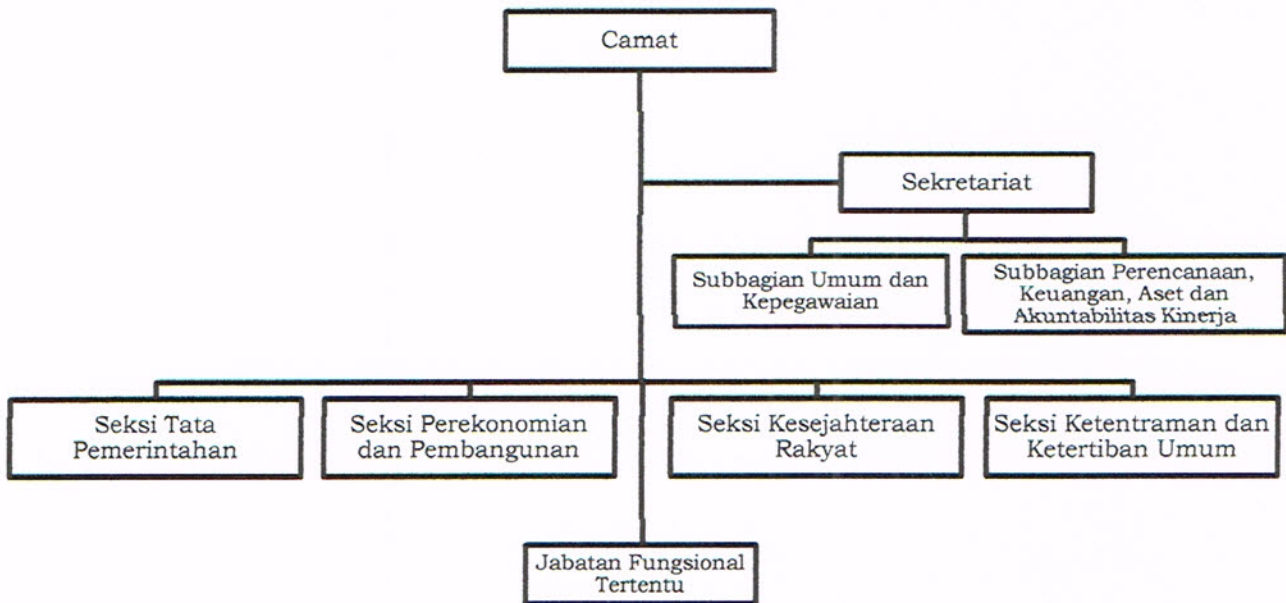 Camat
Sekretariat
Subbagian Umum dan
Kepegawaian
Subbagian Perencanaan,
Keuangan, Aset dan
Akuntabilitas Kinerja
Seksi Tata
Pemerintahan
Seksi Perekonomian
dan Pembangunan
Seksi Kesejahteraan
Rakyat
Seksi Ketentraman dan
Ketertiban Umum
Jabatan Fungsional
Tertentu